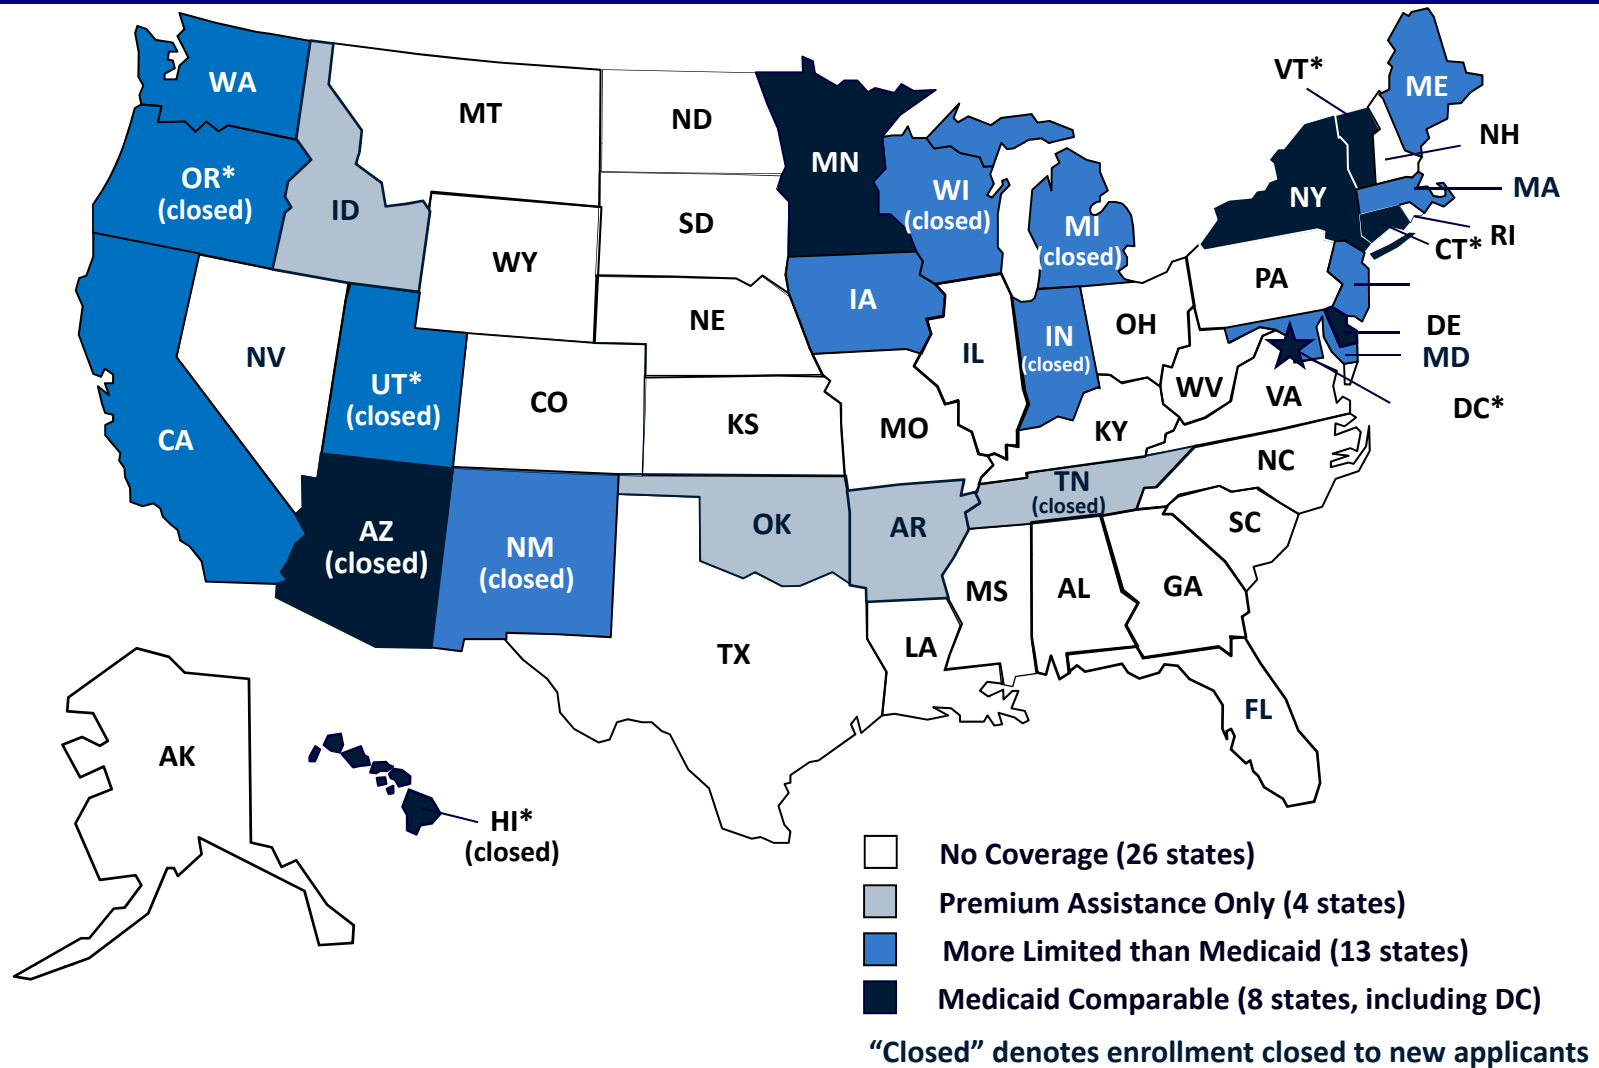 WA
OR*
(closed)
ID
MT
ND
MN
SD
WY
NE
WI
(closed)
MI
(closed)
VT*
ME
NH
MA
NY
RI
CT*
PA
DE
MD
DC*
IA
IL
IN
(closed)
OH
WV
VA
KY
NV
UT*
(closed)
CO
KS
MO
CA
AZ
(closed)
NM
(closed)
OK
AR
TN
(closed)
NC
SC
MS
AL
GA
TX
LA
FL
AK
HI*
(closed)
No Coverage (26 states)
Premium Assistance Only (4 states)
More Limited than Medicaid (13 states)
Medicaid Comparable (8 states, including DC)
“Closed” denotes enrollment closed to new applicants